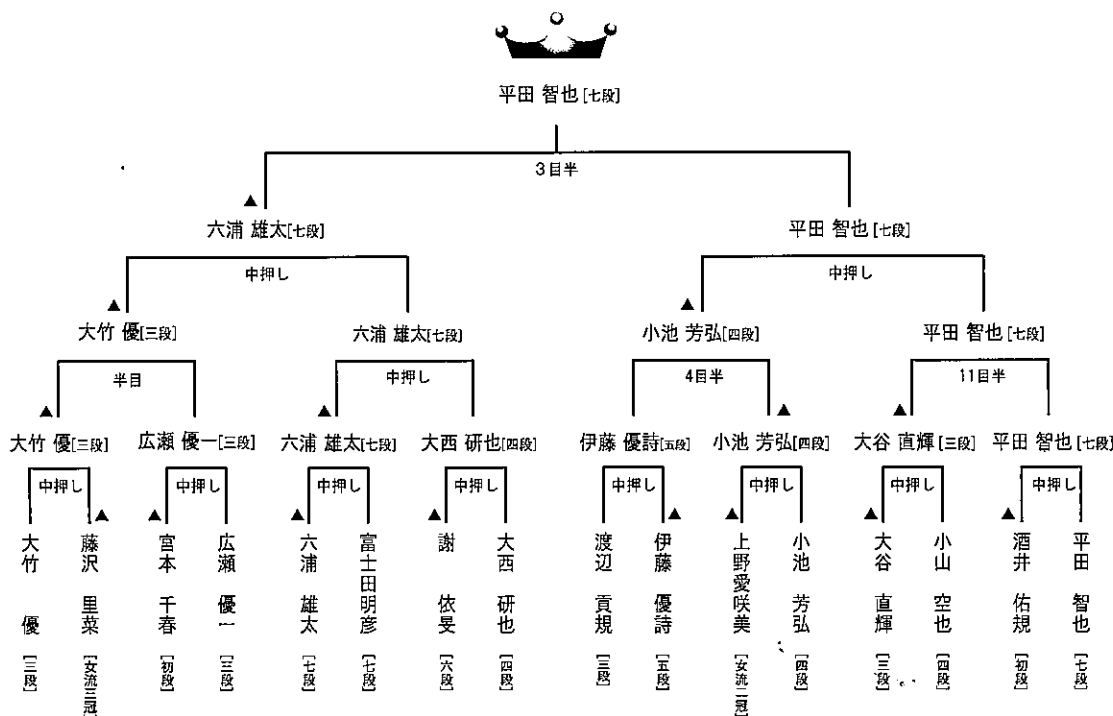 平田 智也[七段]
3目半
▲
六浦 雄太[七段] 平田 智也[七段]
中押し 中押し
▲ ▲
大竹 優[三段] 六浦 雄太[七段] 小池 芳弘[四段] 平田 智也[七段]
半目 中押し 4目半 11目半
▲ ▲ ▲ ▲
大竹 優[三段] 広瀬 優一[三段] 六浦 雄太[七段] 大西 研也[四段] 伊藤 優詩[五段] 小池 芳弘[四段] 大谷 直輝[三段] 平田 智也[七段]
中押し 中押し 中押し 中押し 中押し 中押し 中押し 中押し
▲ ▲ ▲ ▲ ▲ ▲ ▲ ▲
大竹 優[三段]
藤沢 里菜[女流三冠]
宮本 千春[初段]
広瀬 優一[三段]
六浦 雄太[七段]
富士田明彦[七段]
謝 依旻[六段]
大西 研也[四段]
渡辺 貢規[三段]
伊藤 優詩[五段]
上野愛咲美[女流二冠]
小池 芳弘[四段]
大谷 直輝[三段]
小山 空也[四段]
酒井 佑規[初段]
平田 智也[七段]